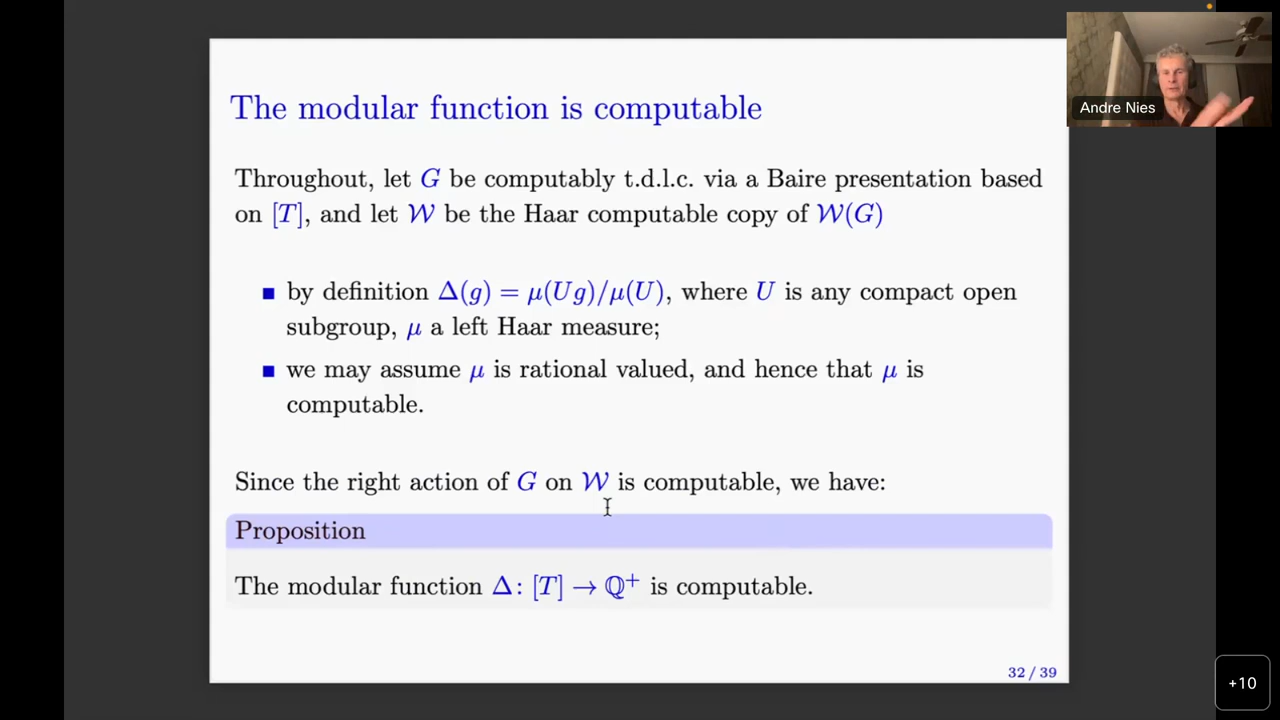 The modular function is computable
Andre Nies
Throughout, let G be computably t.d.l.c. via a Baire presentation based
on [T], and let 𝒲 be the Haar computable copy of 𝒲(G)
■ by definition Δ(g) = μ(Ug)/μ(U), where U is any compact open
subgroup, μ a left Haar measure;
■ we may assume μ is rational valued, and hence that μ is
computable.
Since the right action of G on 𝒲 is computable, we have:
Proposition
The modular function Δ: [T] → ℚ⁺ is computable.
32 / 39
+10